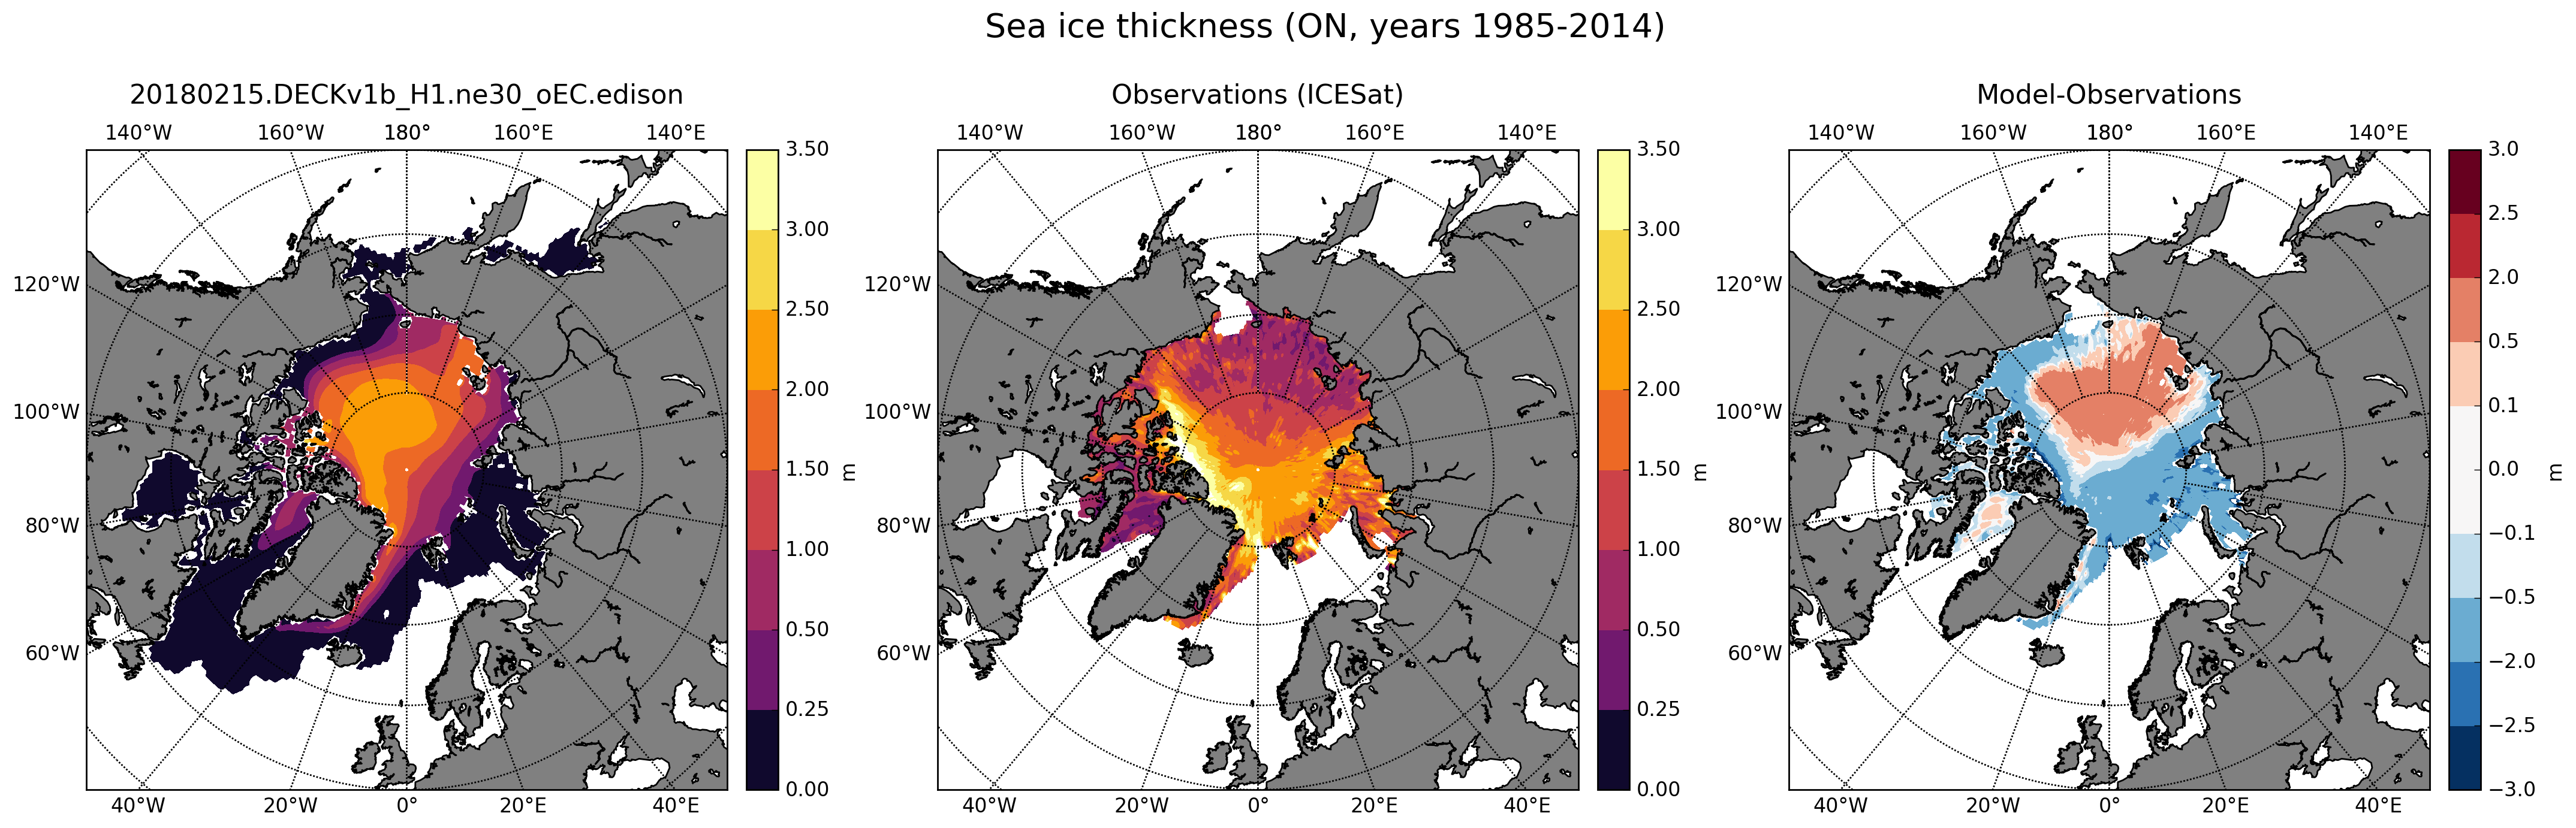 Sea ice thickness (ON, years 1985-2014)
20180215.DECKv1b_H1.ne30_oEC.edison
140°W 160°W 180° 160°E 140°E
120°W
100°W
80°W
60°W
40°W 20°W 0° 20°E 40°E
3.50
3.00
2.50
2.00
1.50
1.00
0.50
0.25
0.00
m
Observations (ICESat)
140°W 160°W 180° 160°E 140°E
120°W
100°W
80°W
60°W
40°W 20°W 0° 20°E 40°E
3.50
3.00
2.50
2.00
1.50
1.00
0.50
0.25
0.00
m
Model-Observations
140°W 160°W 180° 160°E 140°E
120°W
100°W
80°W
60°W
40°W 20°W 0° 20°E 40°E
3.0
2.5
2.0
0.5
0.1
0.0
−0.1
−0.5
−2.0
−2.5
−3.0
m